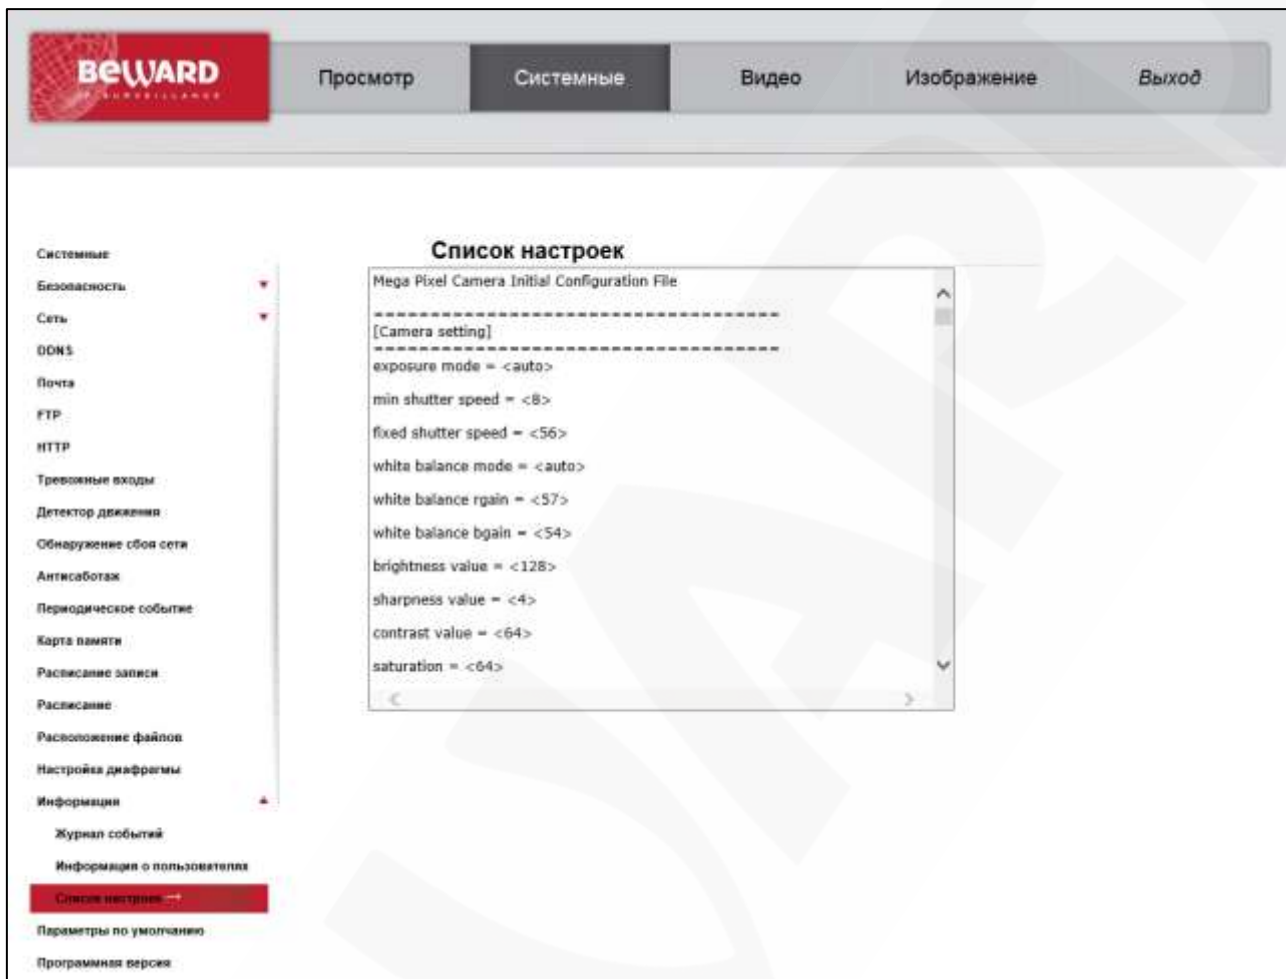 BEWARD
IP SURVEILLANCE
Просмотр
Системные
Видео
Изображение
Выход
Системные
Безопасность
Сеть
DDNS
Почта
FTP
HTTP
Тревожные входы
Детектор движения
Обнаружение сбоя сети
Антисаботаж
Периодическое событие
Карта памяти
Расписание записи
Расписание
Расположение файлов
Настройка диафрагмы
Информация
Журнал событий
Информация о пользователях
Список настроек →
Параметры по умолчанию
Программная версия
Список настроек
Mega Pixel Camera Initial Configuration File
=====================================
[Camera setting]
=====================================
exposure mode = <auto>
min shutter speed = <8>
fixed shutter speed = <56>
white balance mode = <auto>
white balance rgain = <57>
white balance bgain = <54>
brightness value = <128>
sharpness value = <4>
contrast value = <64>
saturation = <64>